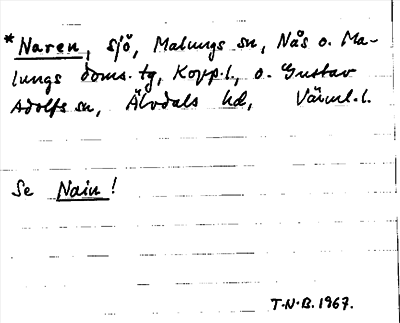 *Naren, sjö, Malungs sn, Nås o. Ma-
lungs doms. tg, Kopp.l., o. Gustav
Adolfs sn, Älvdals hd, Värml.l.
Se Nain!
T.N.B. 1967.